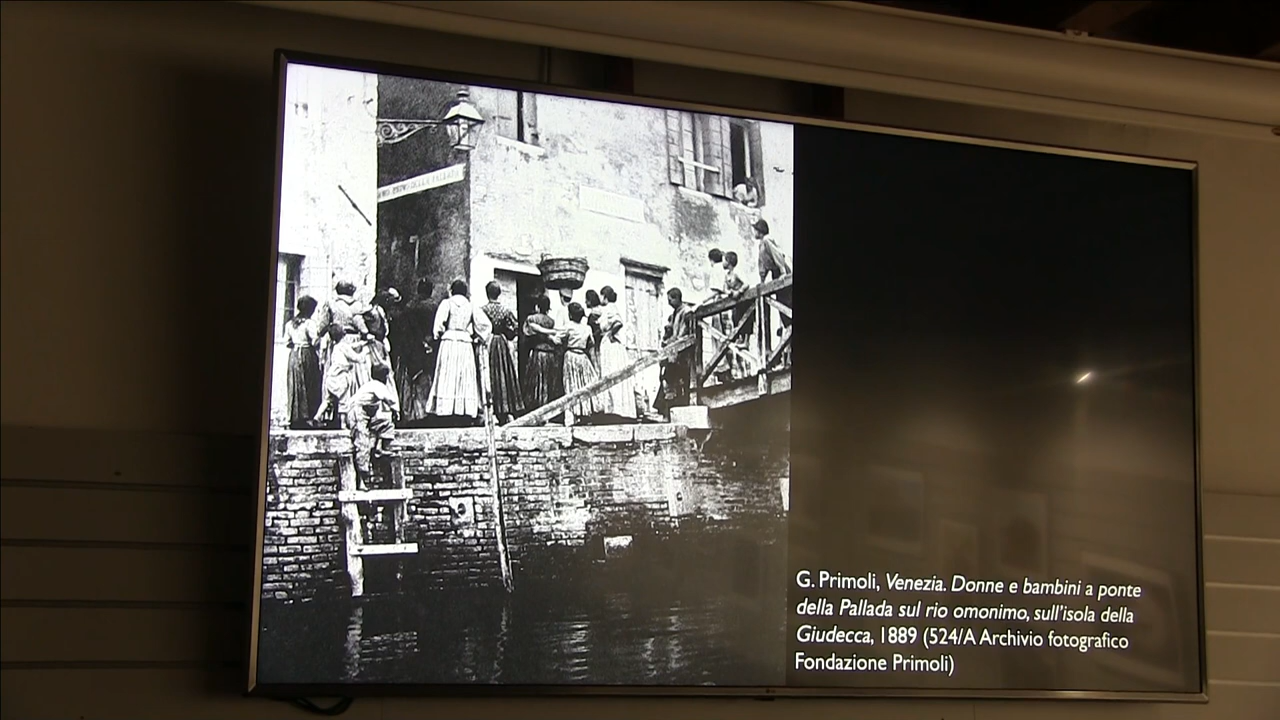 G. Primoli, Venezia. Donne e bambini a ponte
della Pallada sul rio omonimo, sull'isola della
Giudecca, 1889 (524/A Archivio fotografico
Fondazione Primoli)